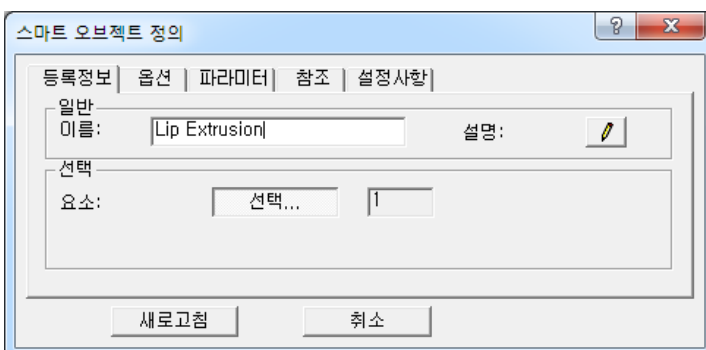 스마트 오브젝트 정의
등록정보 옵션 파라미터 참조 설정사항
일반
이름: Lip Extrusion 설명:
선택
요소: 선택... 1
새로고침 취소